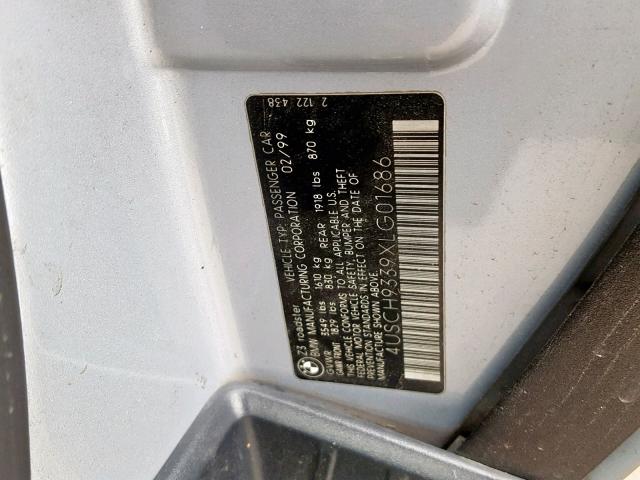 Z3 roadster VEHICLE TYP: PASSENGER CAR 2 122 438
BMW MANUFACTURING CORPORATION 02/99
GVWR 3549 lbs 1610 kg REAR 1918 lbs 870 kg
GAWR FRONT 1829 lbs 830 kg
THIS VEHICLE CONFORMS TO ALL APPLICABLE U.S.
FEDERAL MOTOR VEHICLE SAFETY, BUMPER AND THEFT
PREVENTION STANDARDS IN EFFECT ON THE DATE OF
MANUFACTURE SHOWN ABOVE.
4USCH9339XLG01686